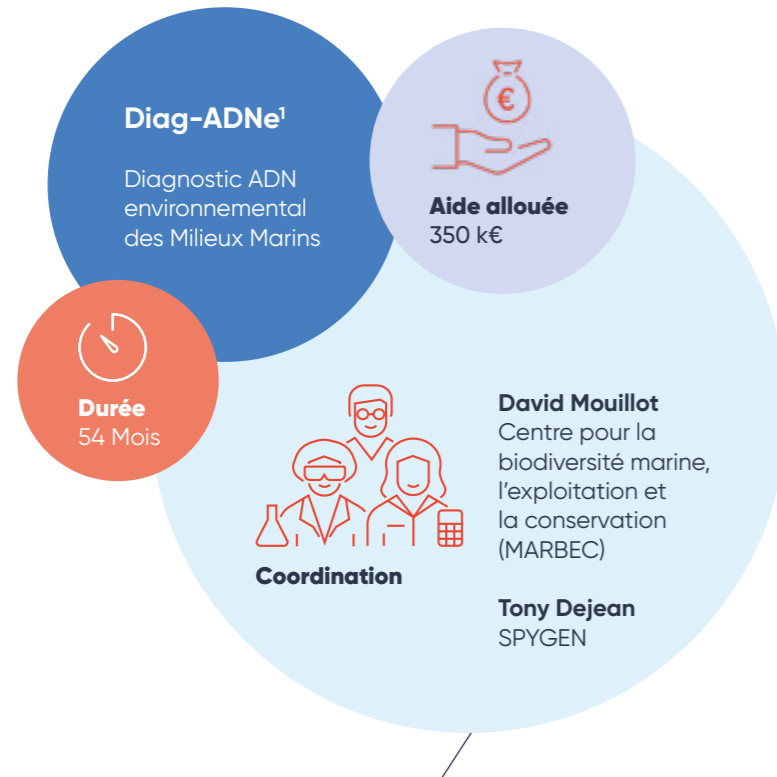 Diag-ADNe¹
Diagnostic ADN
environnemental
des Milieux Marins
€
Aide allouée
350 k€
Durée
54 Mois
Coordination
David Mouillot
Centre pour la
biodiversité marine,
l'exploitation et
la conservation
(MARBEC)
Tony Dejean
SPYGEN